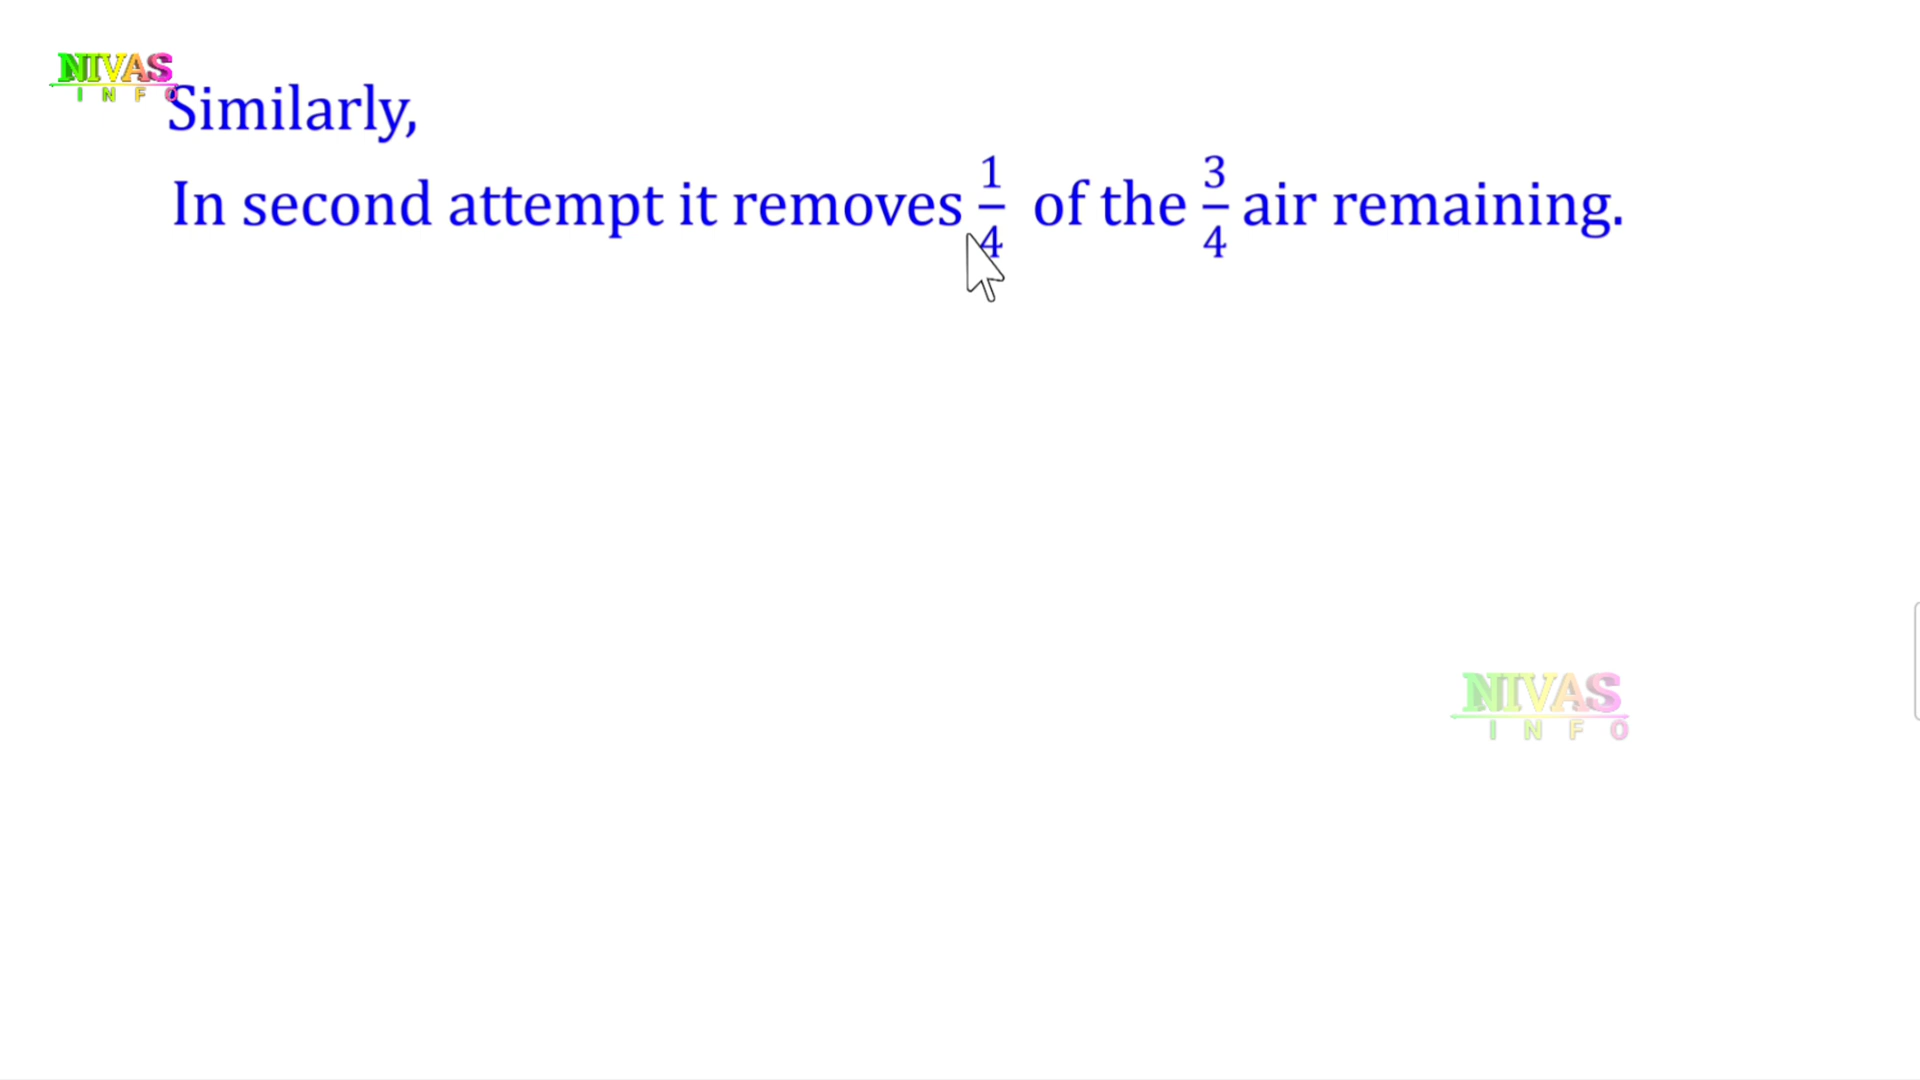 NIVAS
INFO
Similarly,
In second attempt it removes 1/4 of the 3/4 air remaining.
NIVAS
INFO